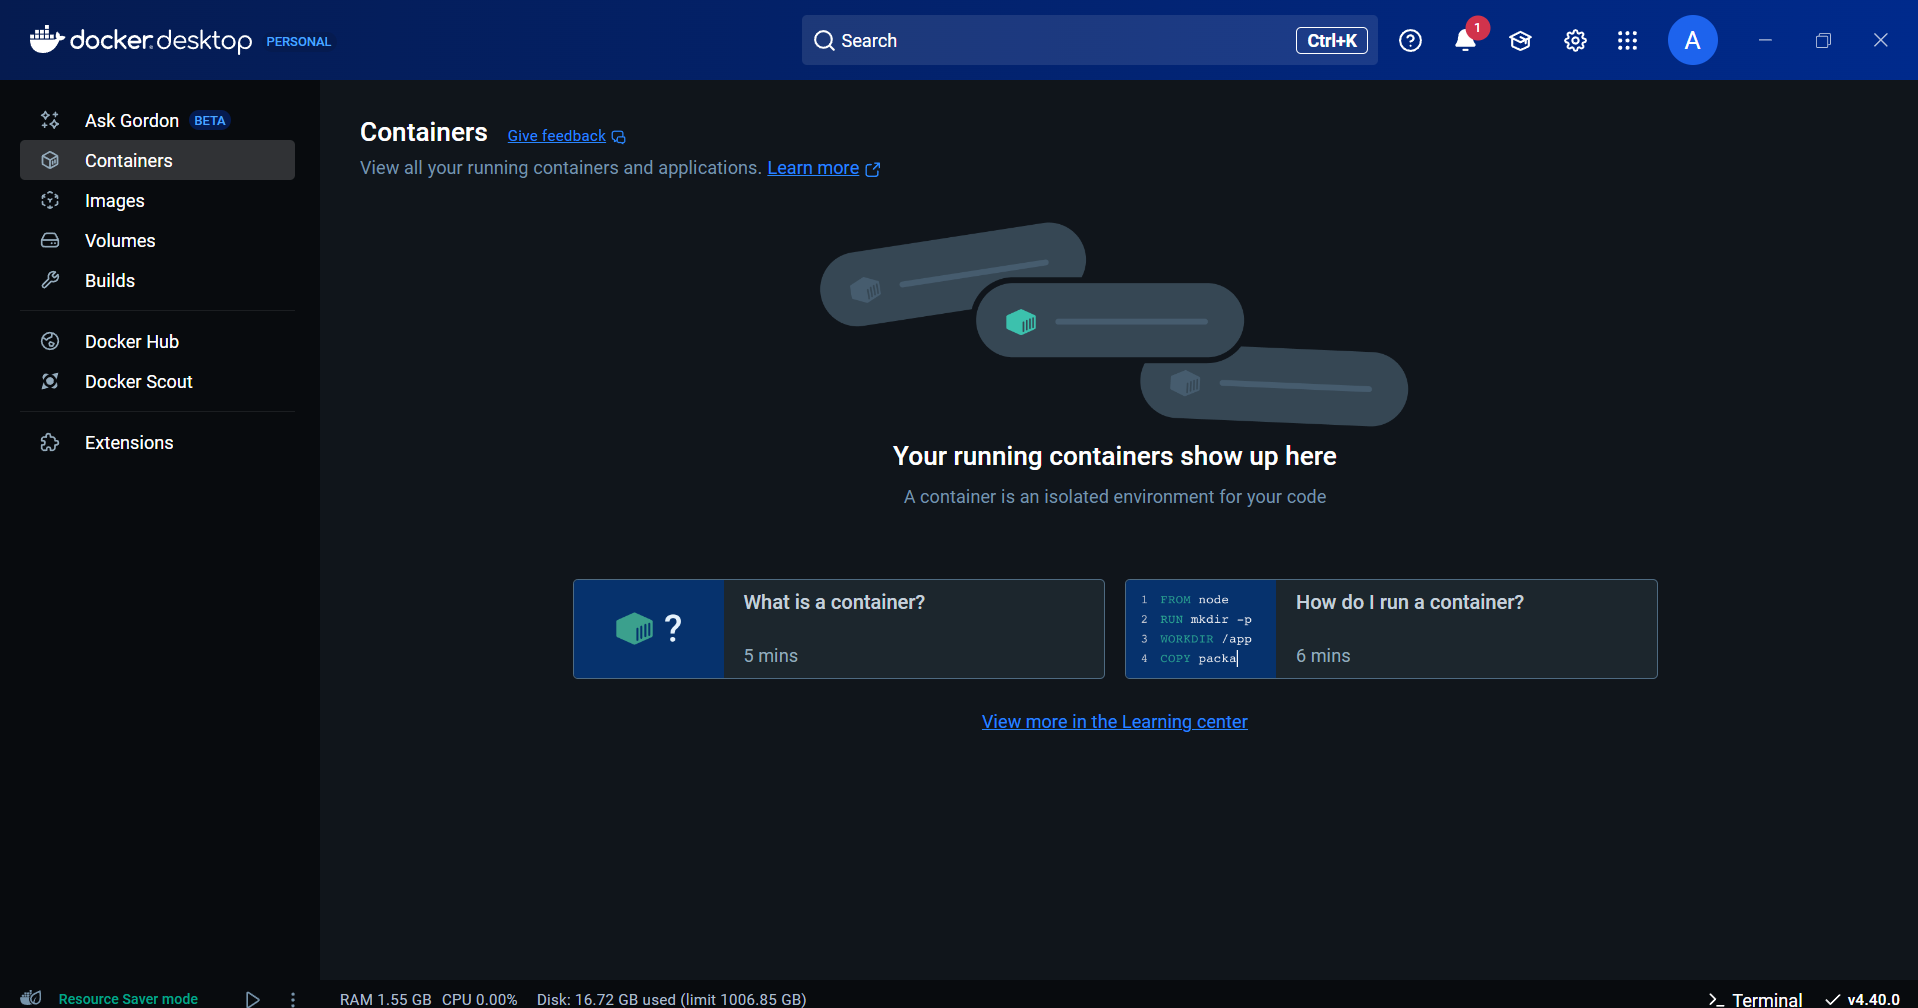 docker.desktop PERSONAL
Search
Ctrl+K
1
A
Ask Gordon BETA
Containers
Images
Volumes
Builds
Docker Hub
Docker Scout
Extensions
Containers Give feedback
View all your running containers and applications. Learn more
Your running containers show up here
A container is an isolated environment for your code
?
What is a container?
5 mins
1 FROM node
2 RUN mkdir -p
3 WORKDIR /app
4 COPY packa
How do I run a container?
6 mins
View more in the Learning center
Resource Saver mode
RAM 1.55 GB CPU 0.00% Disk: 16.72 GB used (limit 1006.85 GB)
>_ Terminal
v4.40.0